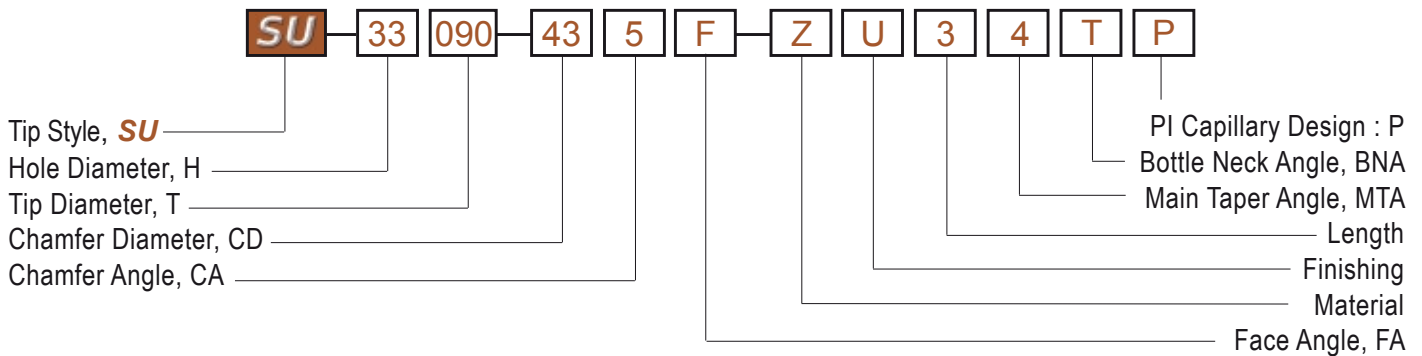 SU 33 090 43 5 F Z U 3 4 T P
Tip Style, SU
Hole Diameter, H
Tip Diameter, T
Chamfer Diameter, CD
Chamfer Angle, CA
PI Capillary Design : P
Bottle Neck Angle, BNA
Main Taper Angle, MTA
Length
Finishing
Material
Face Angle, FA